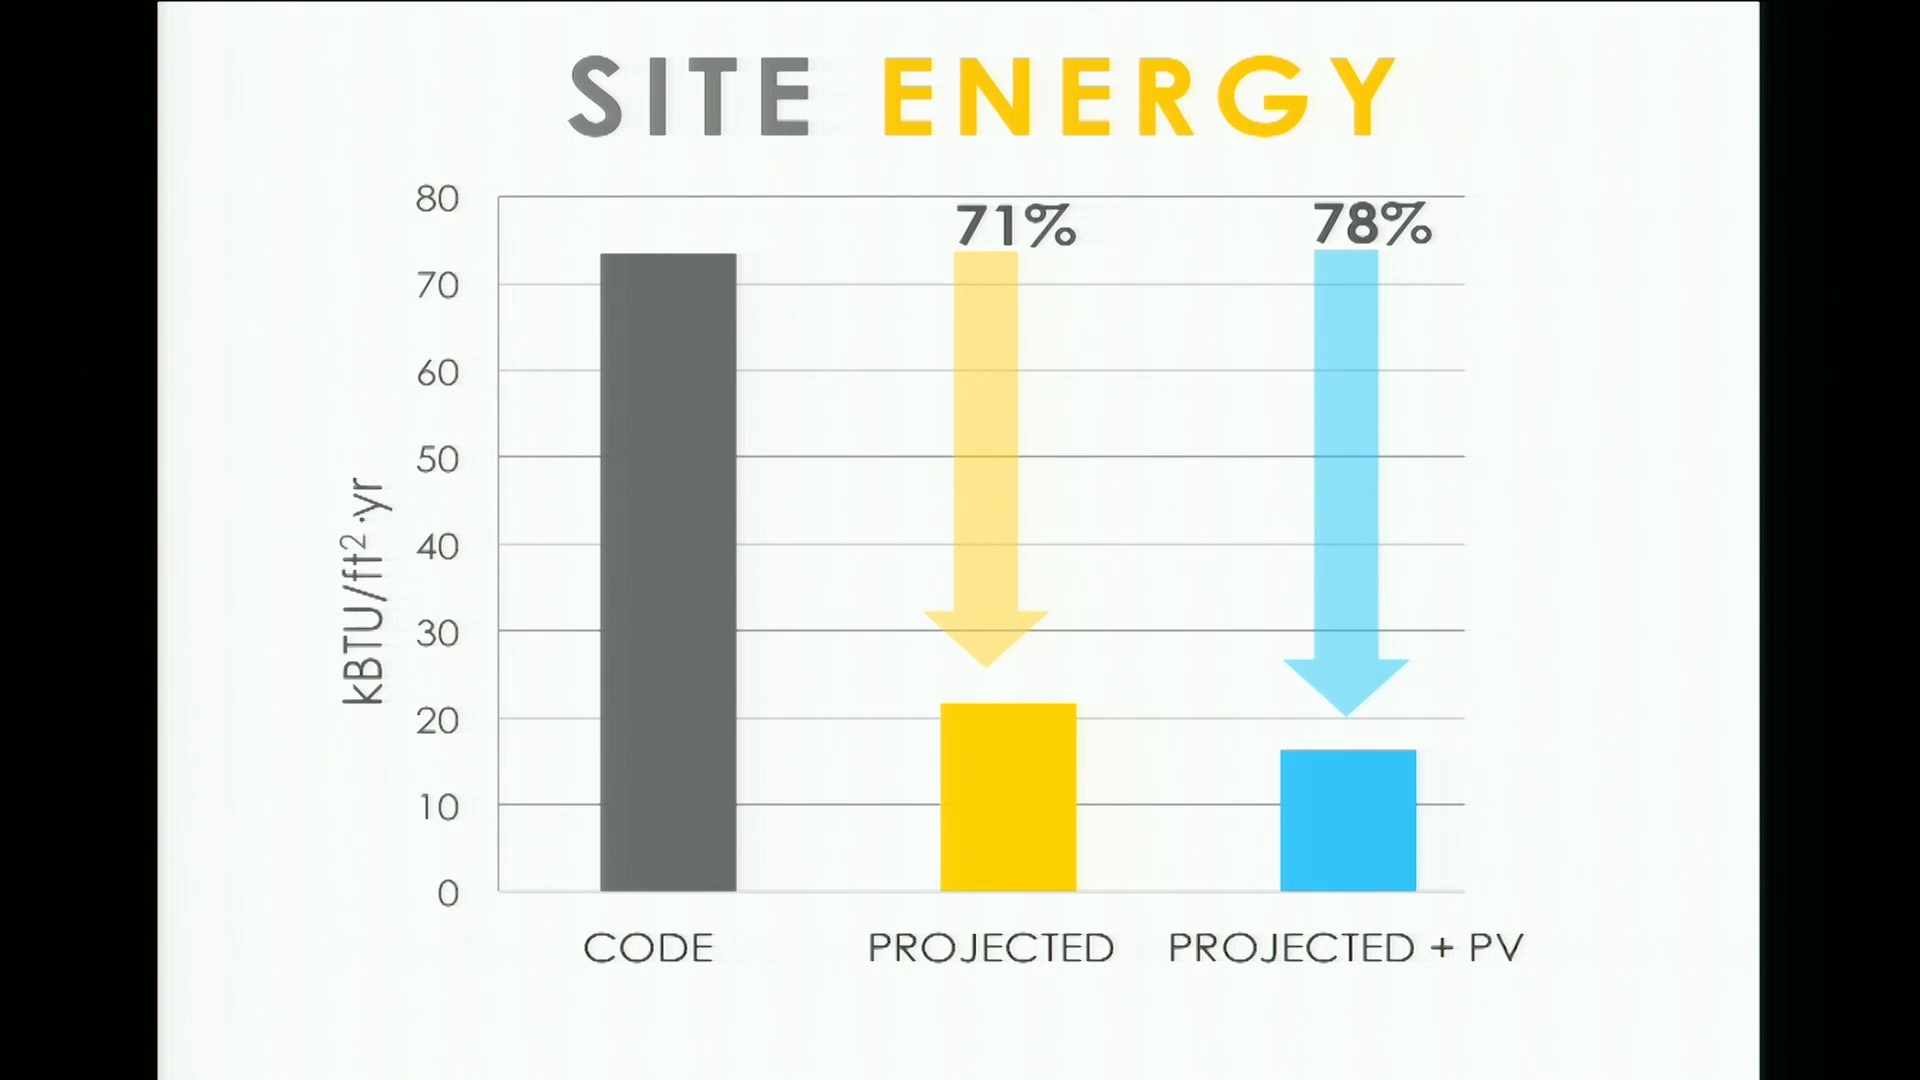 SITE ENERGY
80
71%
78%
70
60
50
40
30
20
10
0
kBTU/ft²·yr
CODE
PROJECTED
PROJECTED + PV